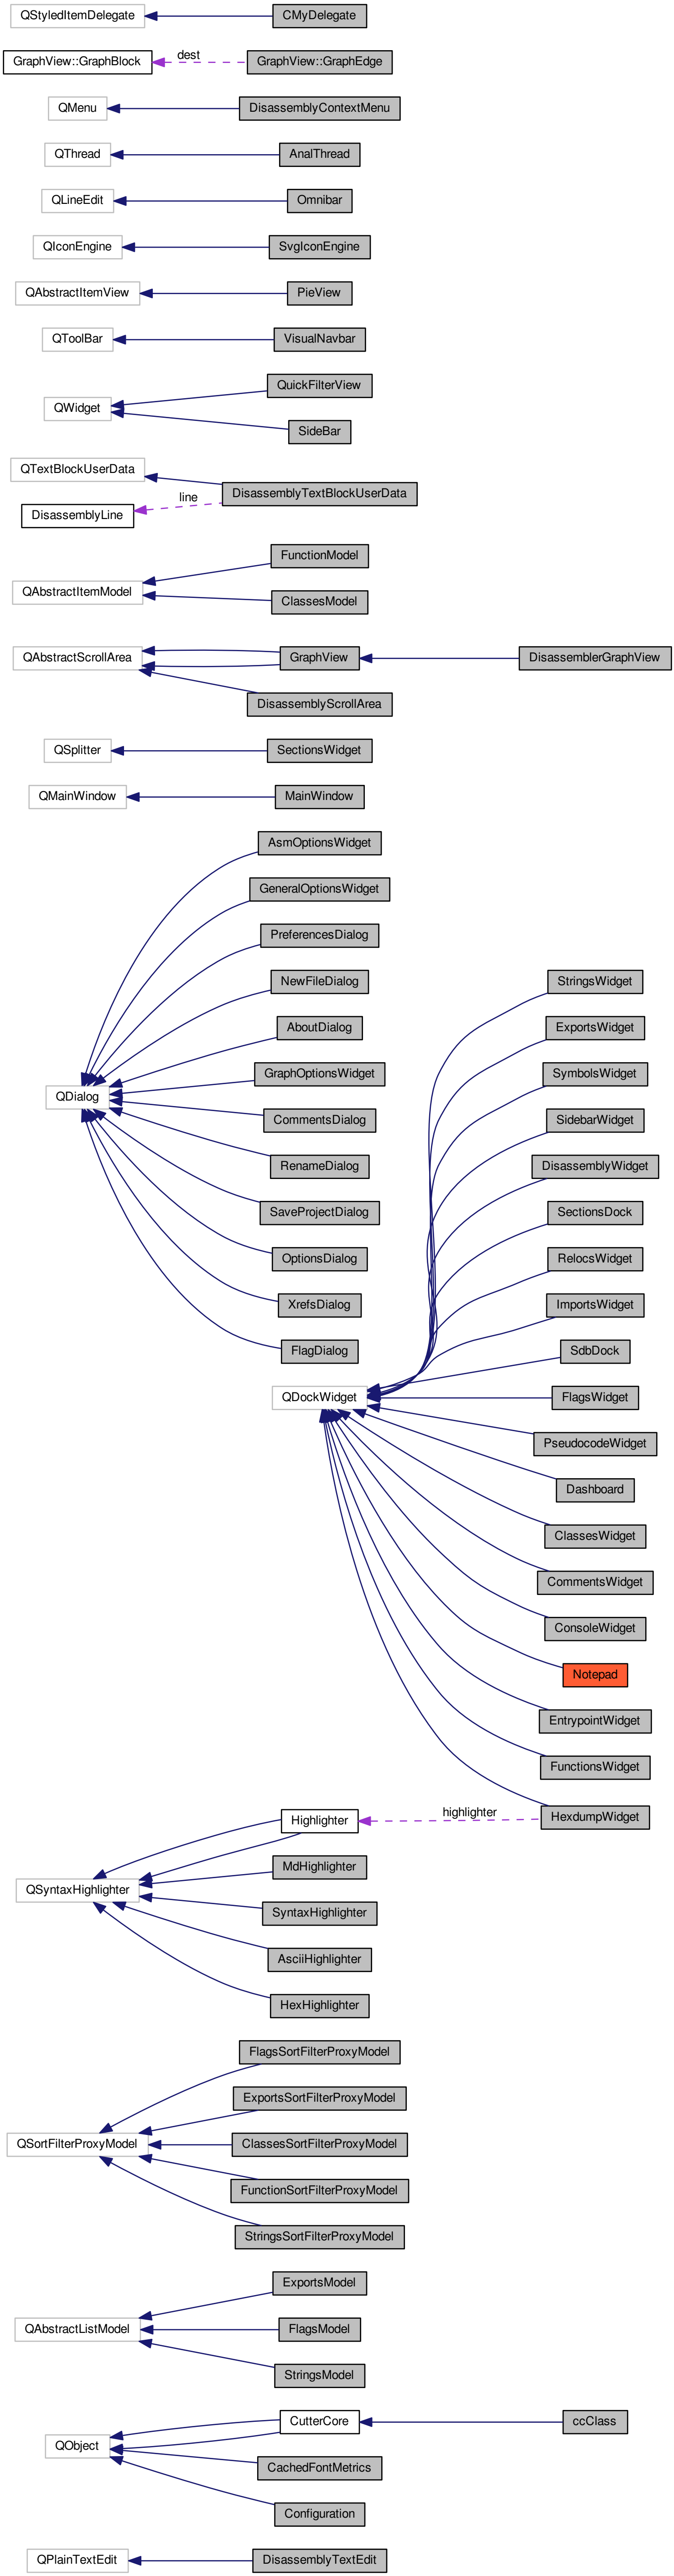 QStyledItemDelegate
CMyDelegate
GraphView::GraphBlock
dest
GraphView::GraphEdge
QMenu
DisassemblyContextMenu
QThread
AnalThread
QLineEdit
Omnibar
QIconEngine
SvgIconEngine
QAbstractItemView
PieView
QToolBar
VisualNavbar
QWidget
QuickFilterView
SideBar
QTextBlockUserData
DisassemblyLine
line
DisassemblyTextBlockUserData
QAbstractItemModel
FunctionModel
ClassesModel
QAbstractScrollArea
GraphView
DisassemblerGraphView
DisassemblyScrollArea
QSplitter
SectionsWidget
QMainWindow
MainWindow
AsmOptionsWidget
GeneralOptionsWidget
PreferencesDialog
NewFileDialog
AboutDialog
GraphOptionsWidget
QDialog
CommentsDialog
RenameDialog
SaveProjectDialog
OptionsDialog
XrefsDialog
FlagDialog
StringsWidget
ExportsWidget
SymbolsWidget
SidebarWidget
DisassemblyWidget
SectionsDock
RelocsWidget
ImportsWidget
SdbDock
QDockWidget
FlagsWidget
PseudocodeWidget
Dashboard
ClassesWidget
CommentsWidget
ConsoleWidget
Notepad
EntrypointWidget
FunctionsWidget
HexdumpWidget
highlighter
Highlighter
MdHighlighter
QSyntaxHighlighter
SyntaxHighlighter
AsciiHighlighter
HexHighlighter
FlagsSortFilterProxyModel
ExportsSortFilterProxyModel
QSortFilterProxyModel
ClassesSortFilterProxyModel
FunctionSortFilterProxyModel
StringsSortFilterProxyModel
ExportsModel
QAbstractListModel
FlagsModel
StringsModel
CutterCore
ccClass
QObject
CachedFontMetrics
Configuration
QPlainTextEdit
DisassemblyTextEdit